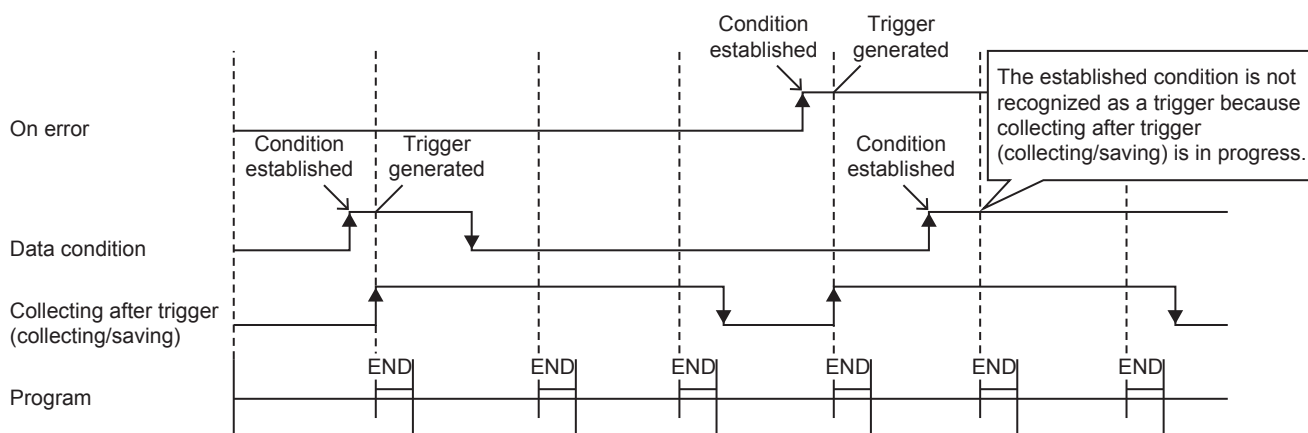 Condition
established
Trigger
generated
The established condition is not
recognized as a trigger because
collecting after trigger
(collecting/saving) is in progress.
On error
Condition
established
Trigger
generated
Condition
established
Data condition
Collecting after trigger
(collecting/saving)
END
END
END
END
END
END
Program